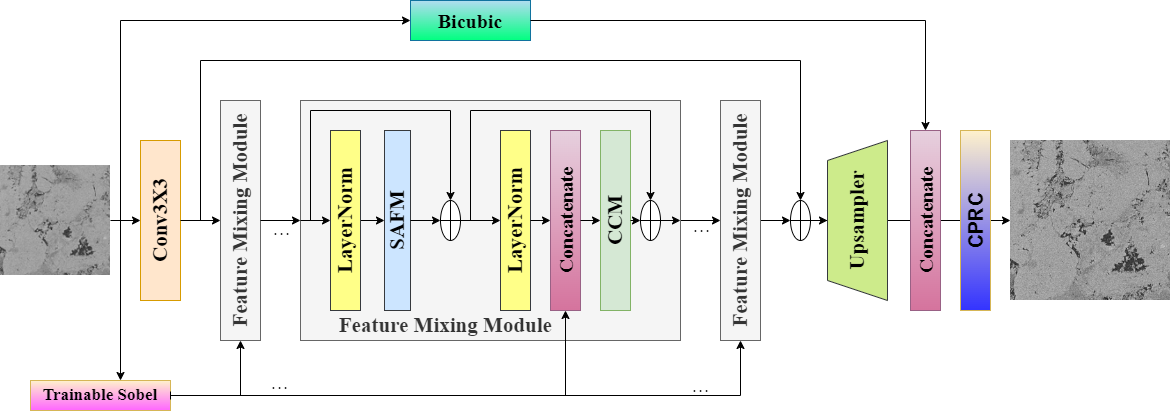 Bicubic
Conv3X3
Feature Mixing Module
...
LayerNorm
SAFM
LayerNorm
Concatenate
CCM
Feature Mixing Module
...
Feature Mixing Module
Upsampler
Concatenate
CPRC
Trainable Sobel
...
...